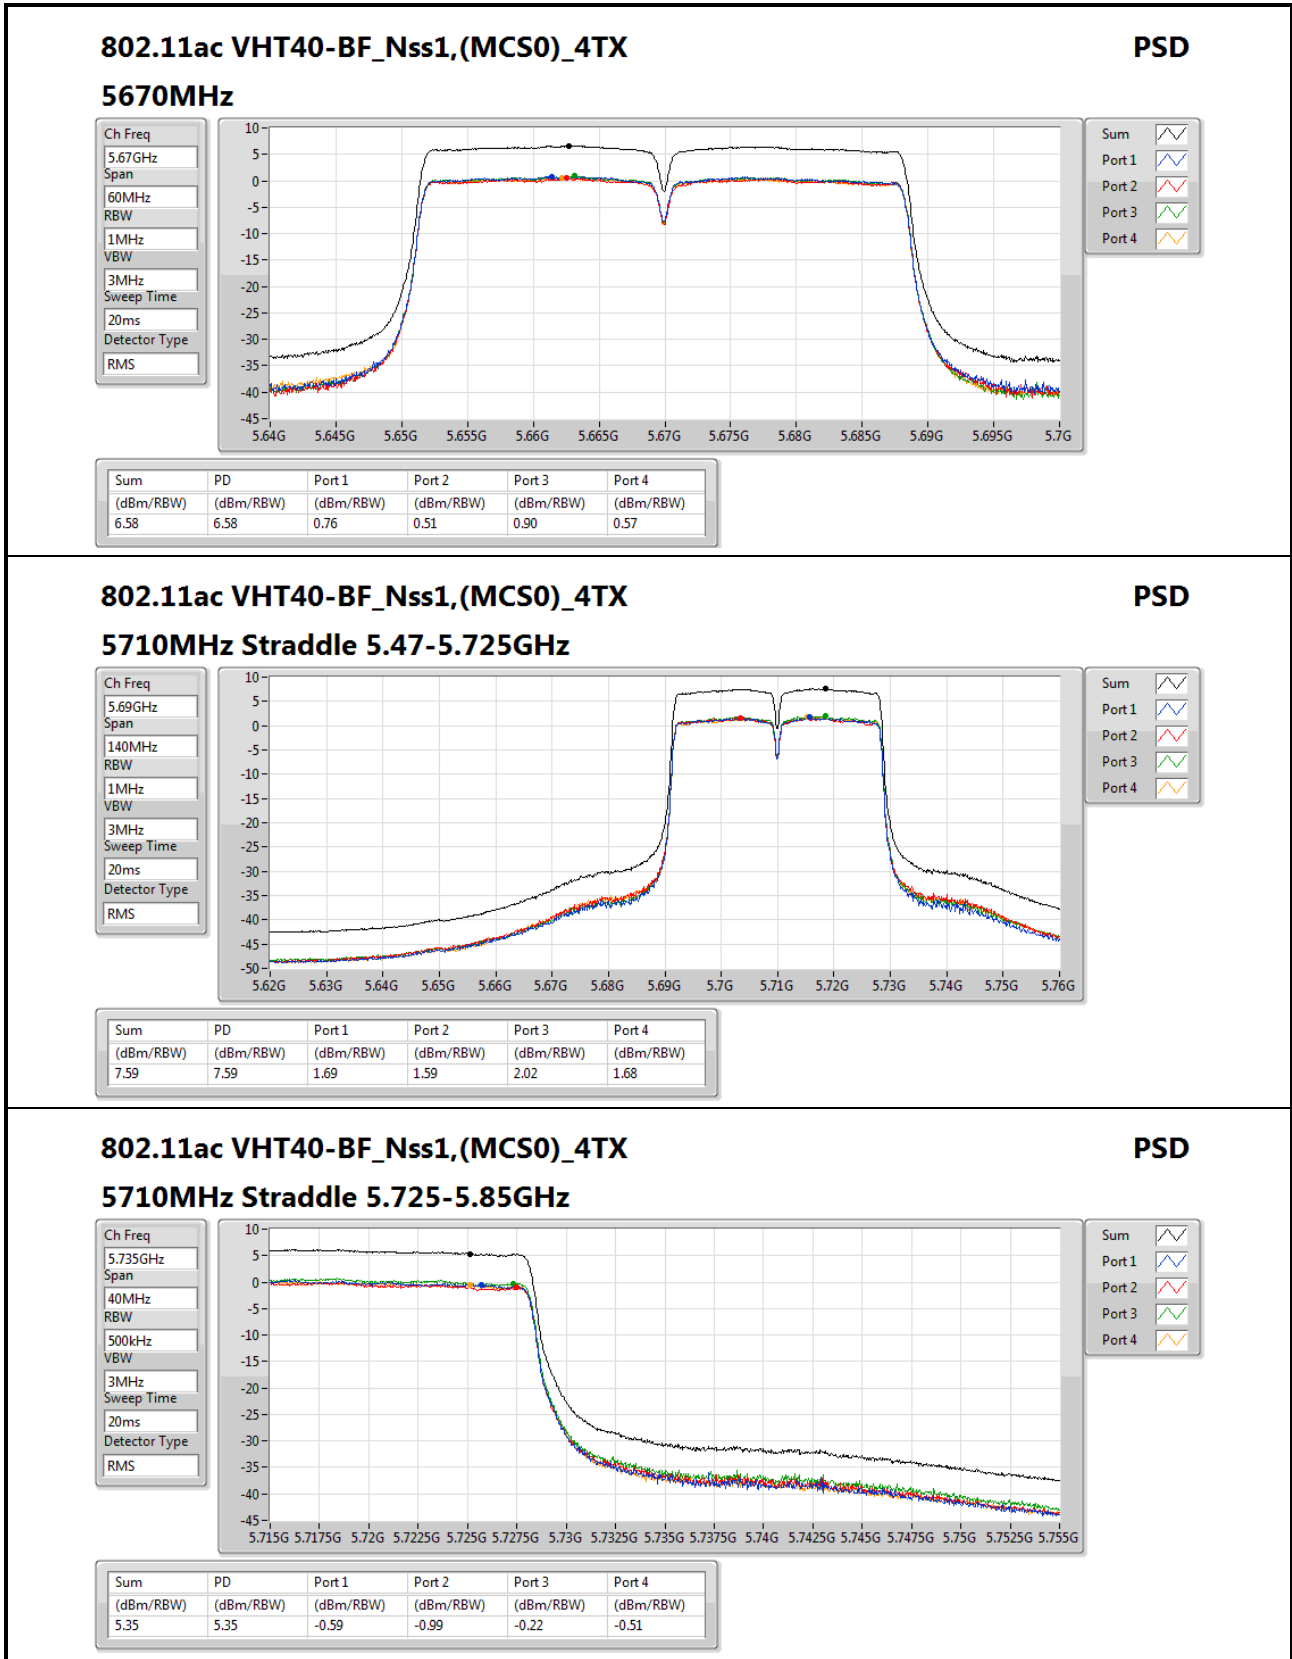 802.11ac VHT40-BF_Nss1,(MCS0)_4TX PSD
5670MHz
Ch Freq
5.67GHz
Span
60MHz
RBW
1MHz
VBW
3MHz
Sweep Time
20ms
Detector Type
RMS
10
5
0
-5
-10
-15
-20
-25
-30
-35
-40
-45
5.64G 5.645G 5.65G 5.655G 5.66G 5.665G 5.67G 5.675G 5.68G 5.685G 5.69G 5.695G 5.7G
Sum
Port 1
Port 2
Port 3
Port 4
Sum PD Port 1 Port 2 Port 3 Port 4
(dBm/RBW) (dBm/RBW) (dBm/RBW) (dBm/RBW) (dBm/RBW) (dBm/RBW)
6.58 6.58 0.76 0.51 0.90 0.57
802.11ac VHT40-BF_Nss1,(MCS0)_4TX PSD
5710MHz Straddle 5.47-5.725GHz
Ch Freq
5.69GHz
Span
140MHz
RBW
1MHz
VBW
3MHz
Sweep Time
20ms
Detector Type
RMS
10
5
0
-5
-10
-15
-20
-25
-30
-35
-40
-45
-50
5.62G 5.63G 5.64G 5.65G 5.66G 5.67G 5.68G 5.69G 5.7G 5.71G 5.72G 5.73G 5.74G 5.75G 5.76G
Sum
Port 1
Port 2
Port 3
Port 4
Sum PD Port 1 Port 2 Port 3 Port 4
(dBm/RBW) (dBm/RBW) (dBm/RBW) (dBm/RBW) (dBm/RBW) (dBm/RBW)
7.59 7.59 1.69 1.59 2.02 1.68
802.11ac VHT40-BF_Nss1,(MCS0)_4TX PSD
5710MHz Straddle 5.725-5.85GHz
Ch Freq
5.735GHz
Span
40MHz
RBW
500kHz
VBW
3MHz
Sweep Time
20ms
Detector Type
RMS
10
5
0
-5
-10
-15
-20
-25
-30
-35
-40
-45
5.715G 5.7175G 5.72G 5.7225G 5.725G 5.7275G 5.73G 5.7325G 5.735G 5.7375G 5.74G 5.7425G 5.745G 5.7475G 5.75G 5.7525G 5.755G
Sum
Port 1
Port 2
Port 3
Port 4
Sum PD Port 1 Port 2 Port 3 Port 4
(dBm/RBW) (dBm/RBW) (dBm/RBW) (dBm/RBW) (dBm/RBW) (dBm/RBW)
5.35 5.35 -0.59 -0.99 -0.22 -0.51